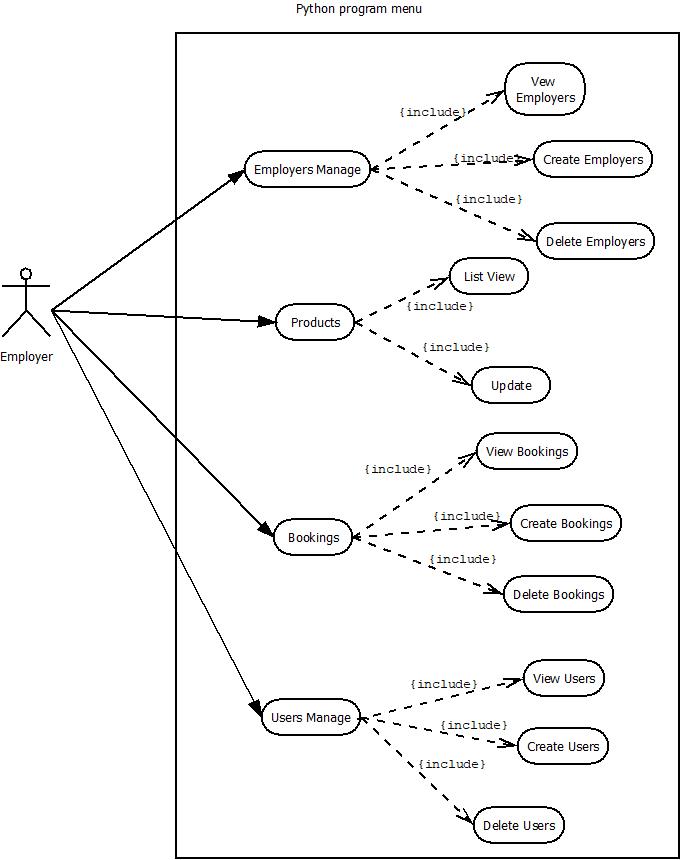 Python program menu
Vew
Employers
{include}
Employers Manage
{include}
Create Employers
{include}
Delete Employers
List View
{include}
Products
{include}
Update
Employer
View Bookings
{include}
{include}
Create Bookings
Bookings
{include}
Delete Bookings
View Users
{include}
Users Manage
{include}
Create Users
{include}
Delete Users